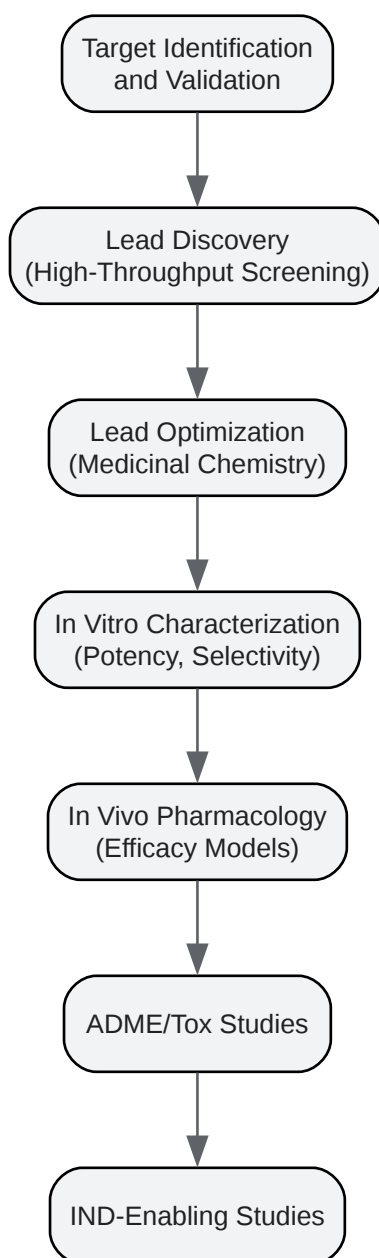 Target Identification
and Validation
Lead Discovery
(High-Throughput Screening)
Lead Optimization
(Medicinal Chemistry)
In Vitro Characterization
(Potency, Selectivity)
In Vivo Pharmacology
(Efficacy Models)
ADME/Tox Studies
IND-Enabling Studies